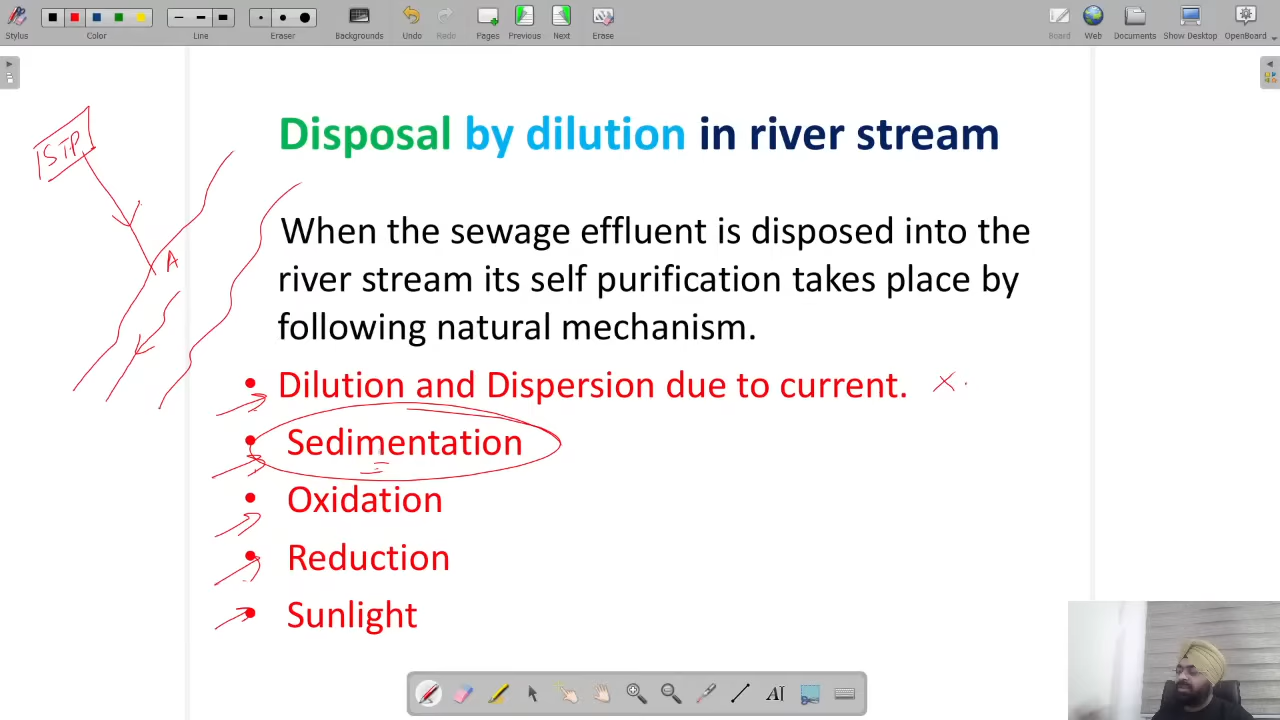 Stylus
Color
Line
Eraser
Backgrounds
Undo
Redo
Pages
Previous
Next
Erase
Board
Web
Documents
Show Desktop
OpenBoard
STP
A
Disposal by dilution in river stream
When the sewage effluent is disposed into the
river stream its self purification takes place by
following natural mechanism.
• Dilution and Dispersion due to current. ×
• Sedimentation
• Oxidation
• Reduction
• Sunlight